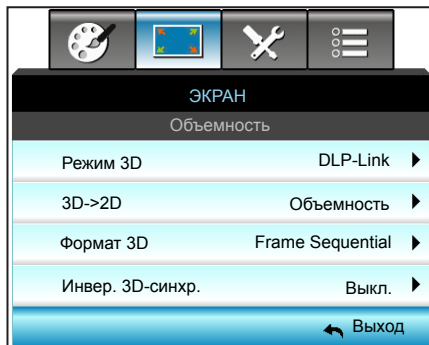 ЭКРАН
Объемность
Режим 3D DLP-Link
3D->2D Объемность
Формат 3D Frame Sequential
Инвер. 3D-синхр. Выкл.
Выход